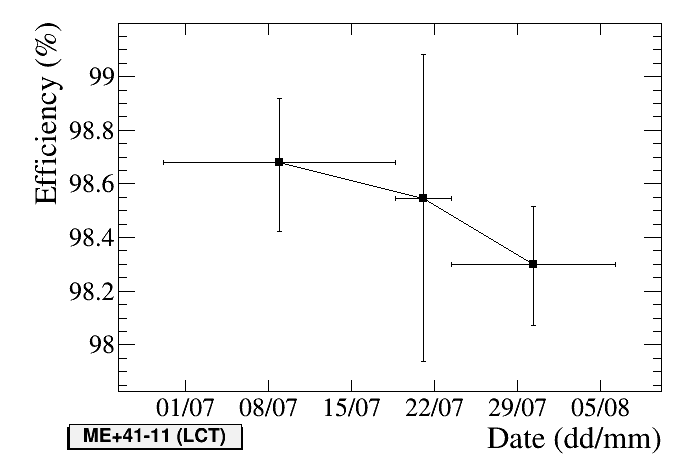 Efficiency (%)
99
98.8
98.6
98.4
98.2
98
01/07 08/07 15/07 22/07 29/07 05/08
Date (dd/mm)
ME+41-11 (LCT)